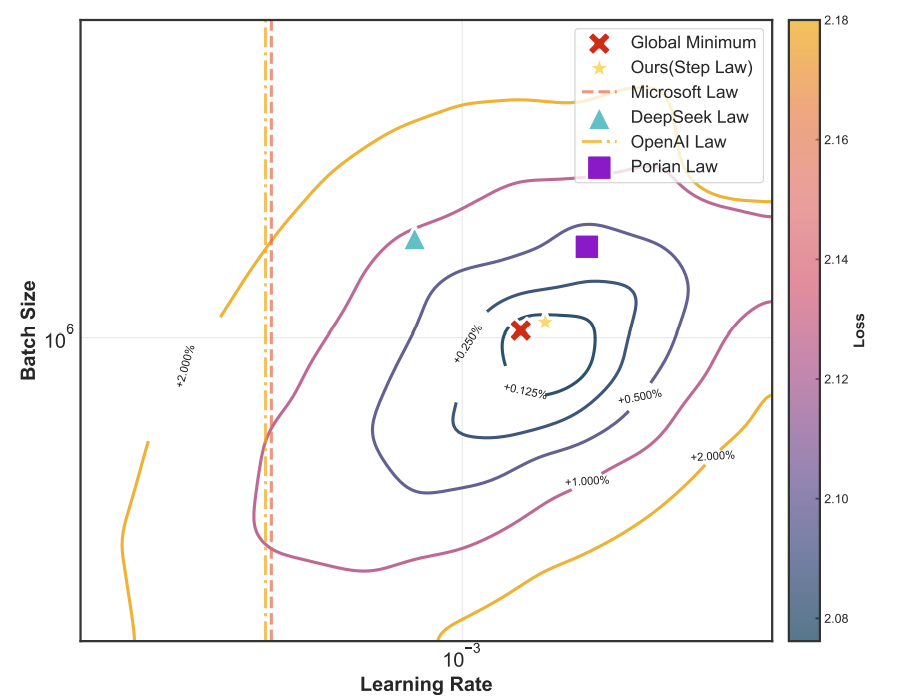 Global Minimum
Ours(Step Law)
Microsoft Law
DeepSeek Law
OpenAI Law
Porian Law
+2.000%
+0.250%
+0.125%
+0.500%
+1.000%
+2.000%
Batch Size
10^6
10^-3
Learning Rate
2.18
2.16
2.14
2.12
2.10
2.08
Loss